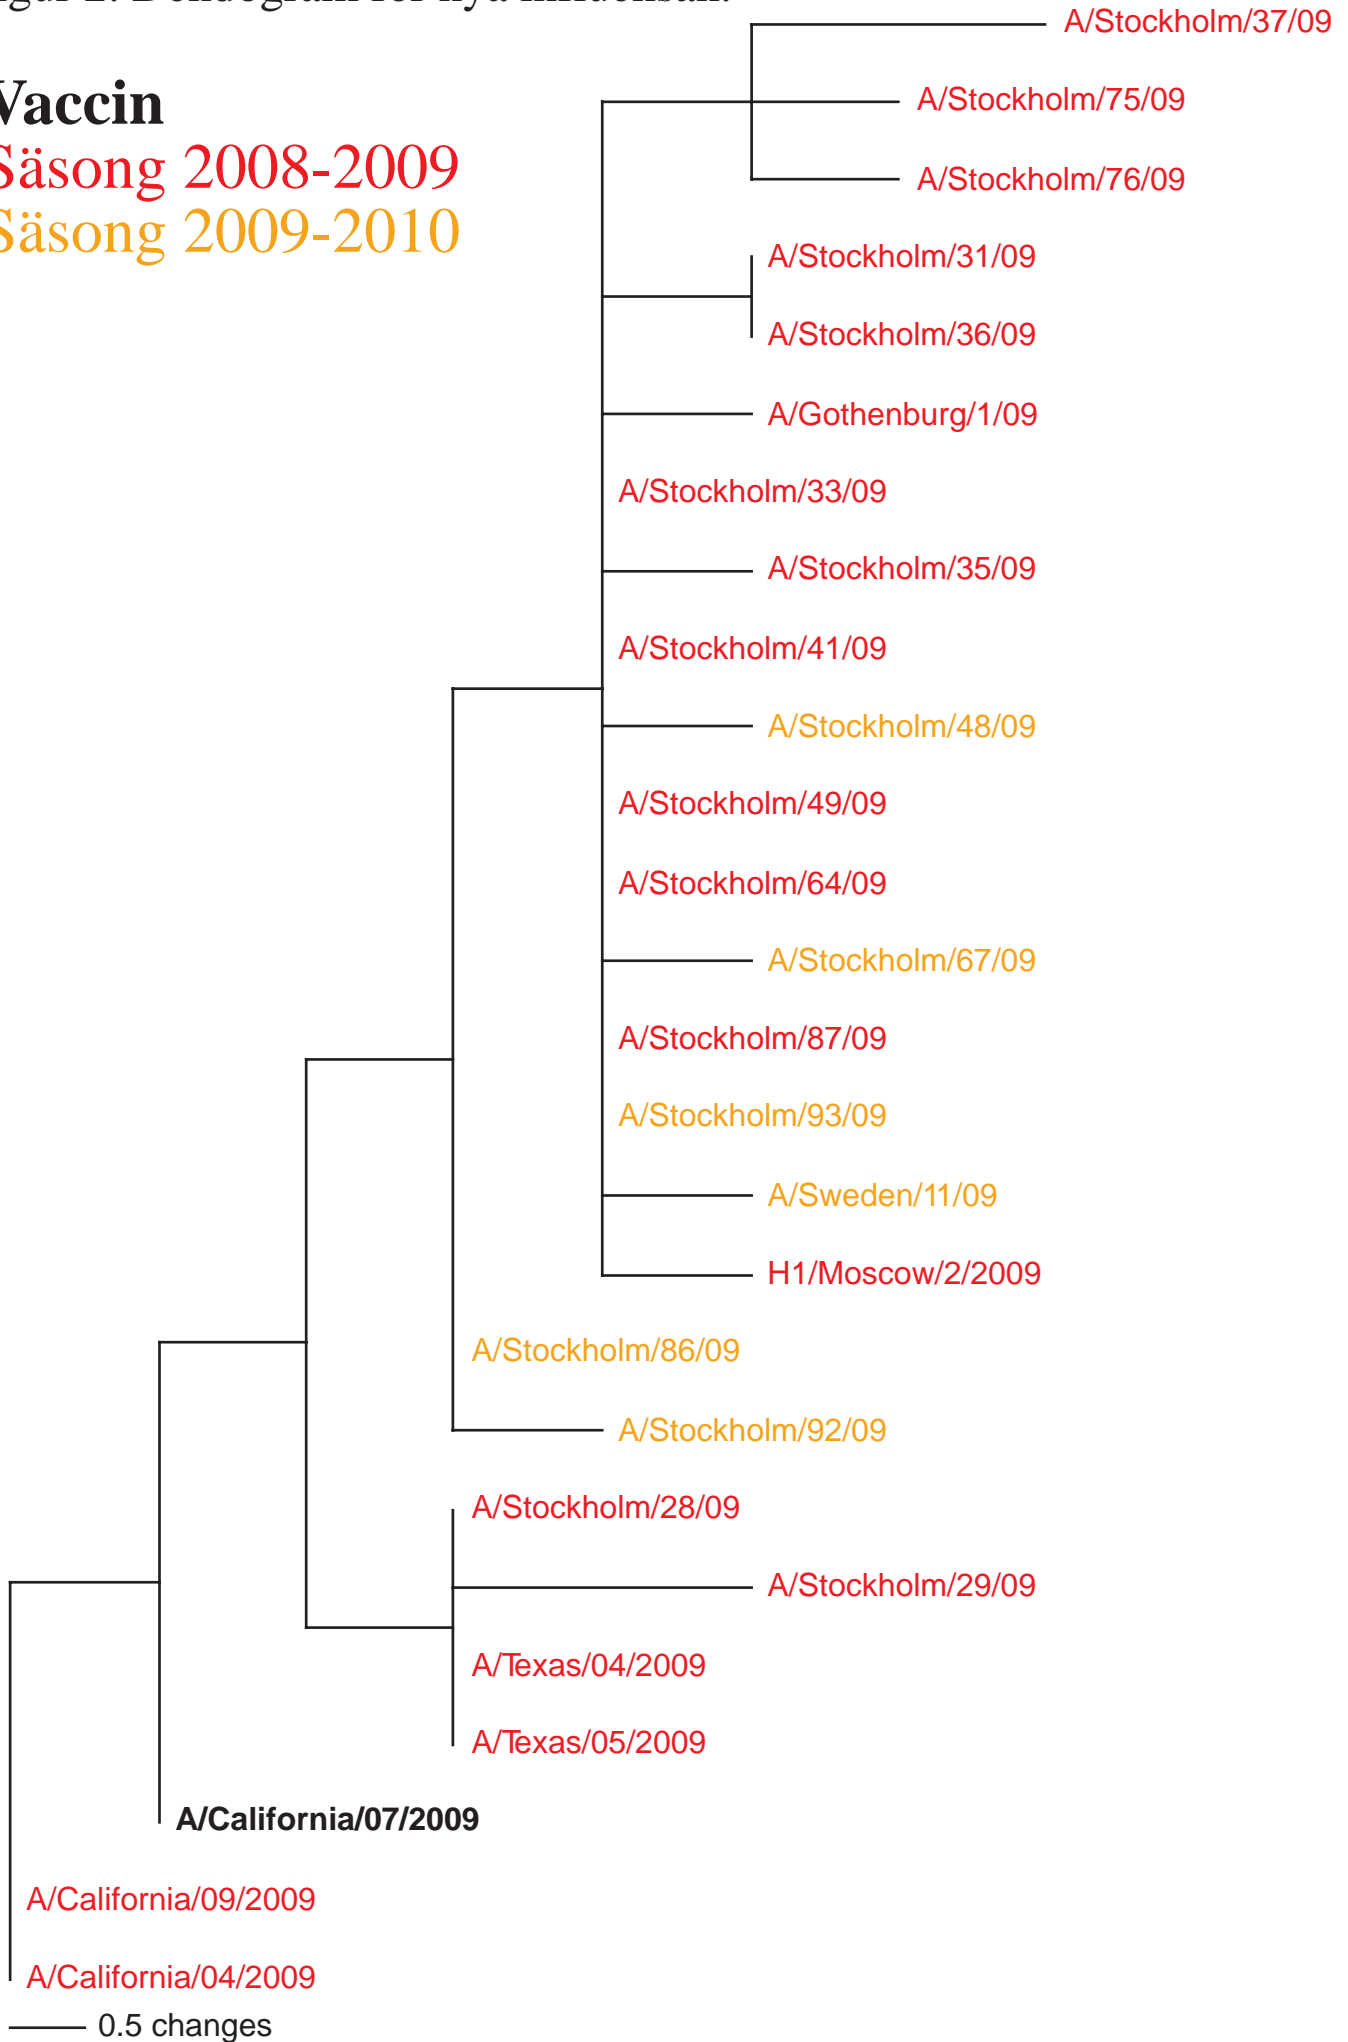 Vaccin
Säsong 2008-2009
Säsong 2009-2010
A/Stockholm/37/09
A/Stockholm/75/09
A/Stockholm/76/09
A/Stockholm/31/09
A/Stockholm/36/09
A/Gothenburg/1/09
A/Stockholm/33/09
A/Stockholm/35/09
A/Stockholm/41/09
A/Stockholm/48/09
A/Stockholm/49/09
A/Stockholm/64/09
A/Stockholm/67/09
A/Stockholm/87/09
A/Stockholm/93/09
A/Sweden/11/09
H1/Moscow/2/2009
A/Stockholm/86/09
A/Stockholm/92/09
A/Stockholm/28/09
A/Stockholm/29/09
A/Texas/04/2009
A/Texas/05/2009
A/California/07/2009
A/California/09/2009
A/California/04/2009
0.5 changes